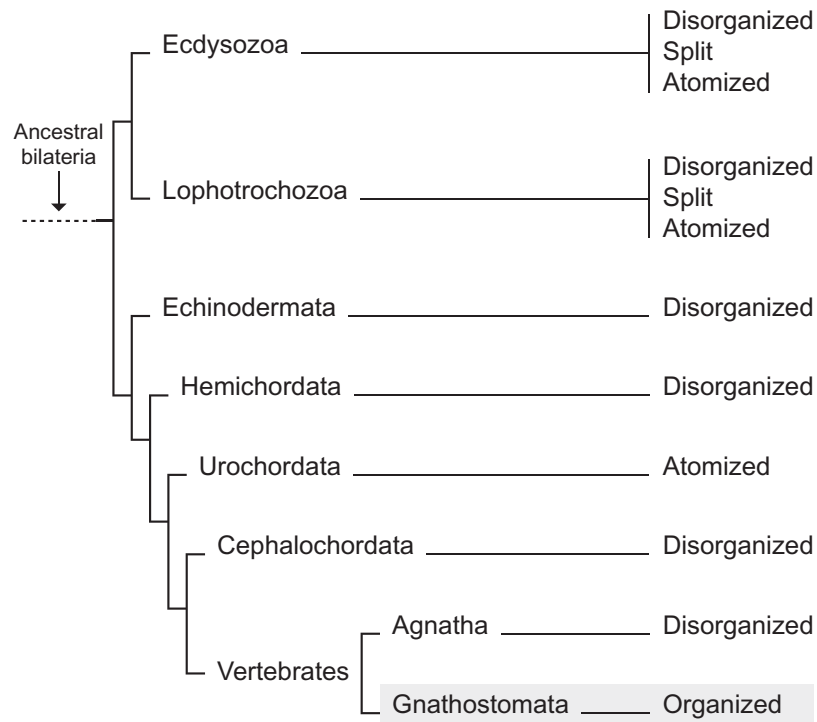 Ecdysozoa
Disorganized
Split
Atomized
Ancestral
bilateria
Lophotrochozoa
Disorganized
Split
Atomized
Echinodermata Disorganized
Hemichordata Disorganized
Urochordata Atomized
Cephalochordata Disorganized
Agnatha Disorganized
Vertebrates
Gnathostomata Organized